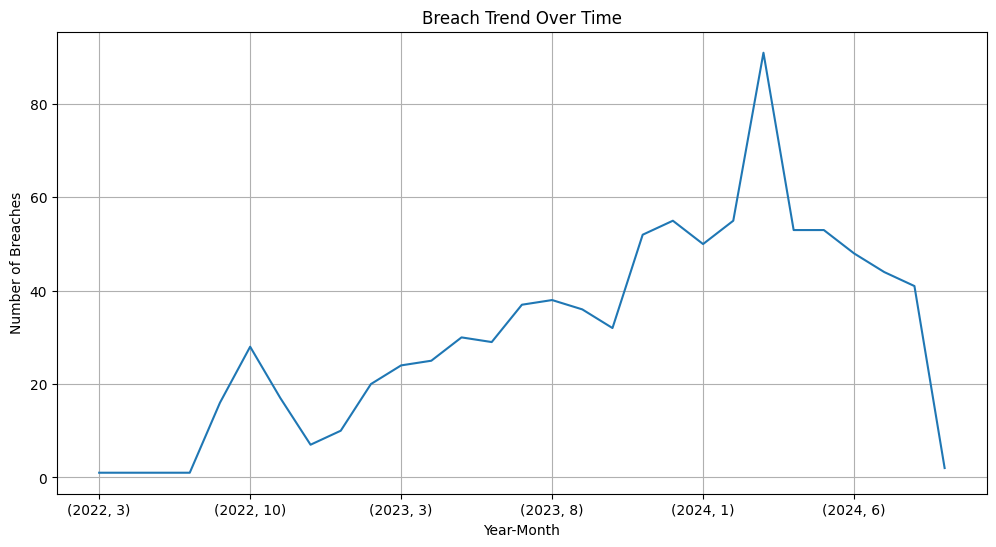 Breach Trend Over Time
Number of Breaches
80
60
40
20
0
(2022, 3) (2022, 10) (2023, 3) (2023, 8) (2024, 1) (2024, 6)
Year-Month